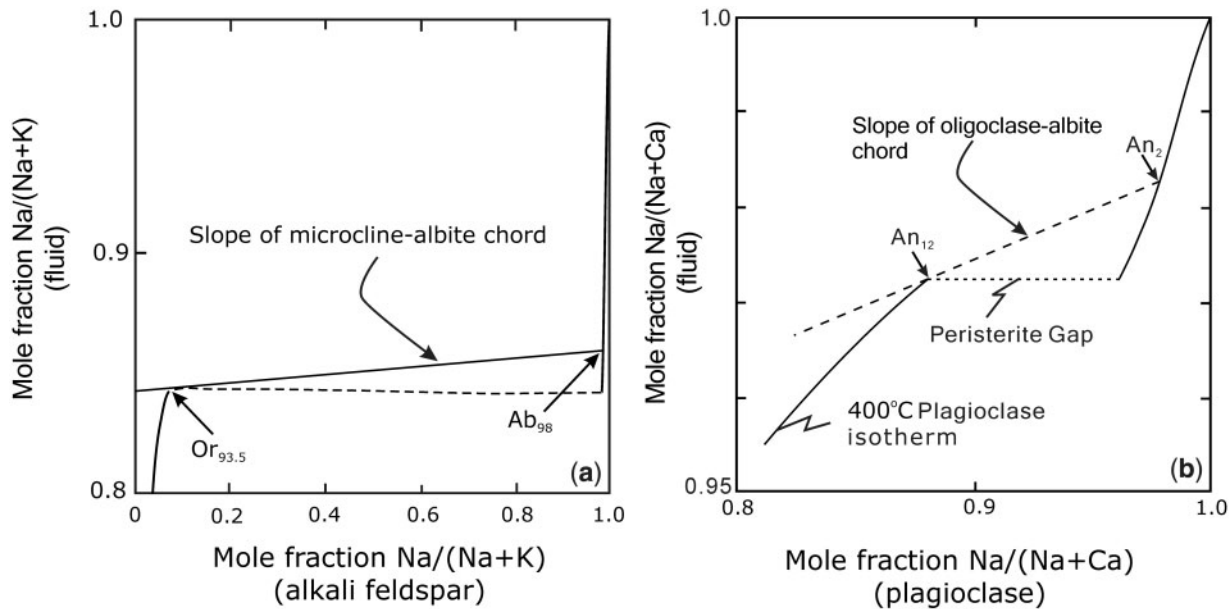 1.0
0.9
0.8
Mole fraction Na/(Na+K)
(fluid)
Slope of microcline-albite chord
Or93.5
Ab98
(a)
0
0.2
0.4
0.6
0.8
1.0
Mole fraction Na/(Na+K)
(alkali feldspar)
1.0
0.95
Mole fraction Na/(Na+Ca)
(fluid)
Slope of oligoclase-albite
chord
An2
An12
Peristerite Gap
400°C Plagioclase
isotherm
(b)
0.8
0.9
1.0
Mole fraction Na/(Na+Ca)
(plagioclase)